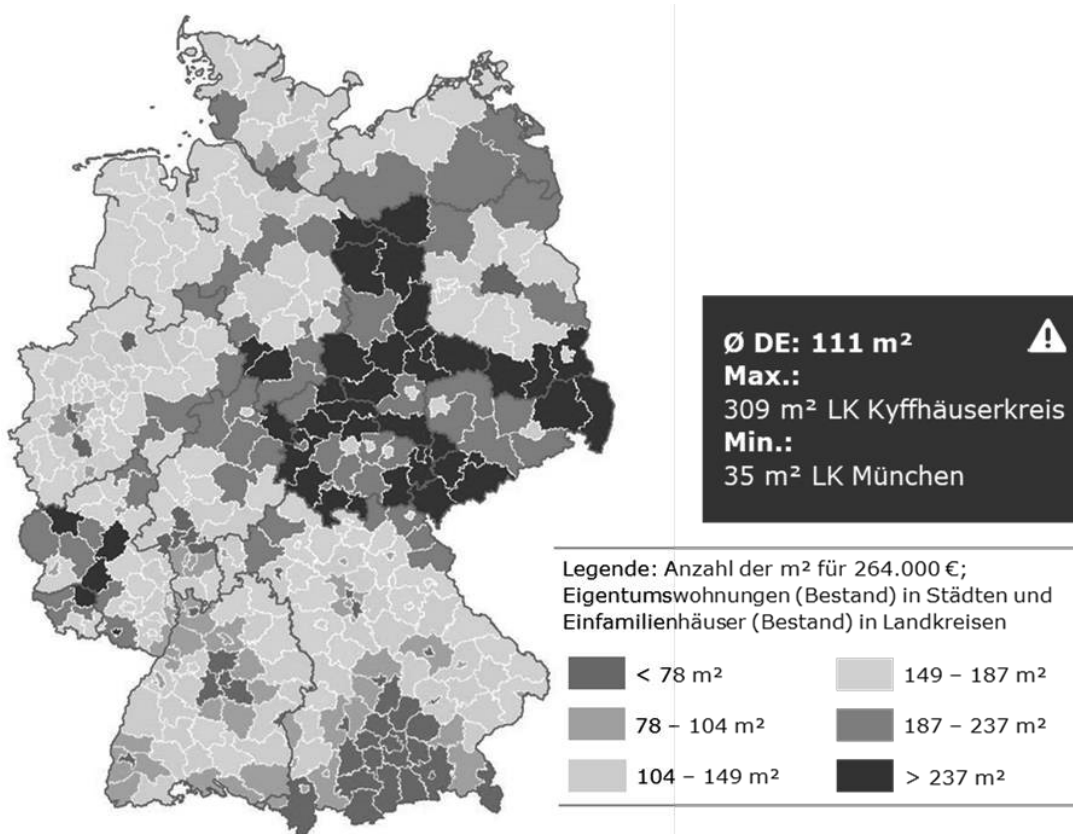 Ø DE: 111 m²
Max.:
309 m² LK Kyffhäuserkreis
Min.:
35 m² LK München
Legende: Anzahl der m² für 264.000 €;
Eigentumswohnungen (Bestand) in Städten und
Einfamilienhäuser (Bestand) in Landkreisen
< 78 m²
149 – 187 m²
78 – 104 m²
187 – 237 m²
104 – 149 m²
> 237 m²